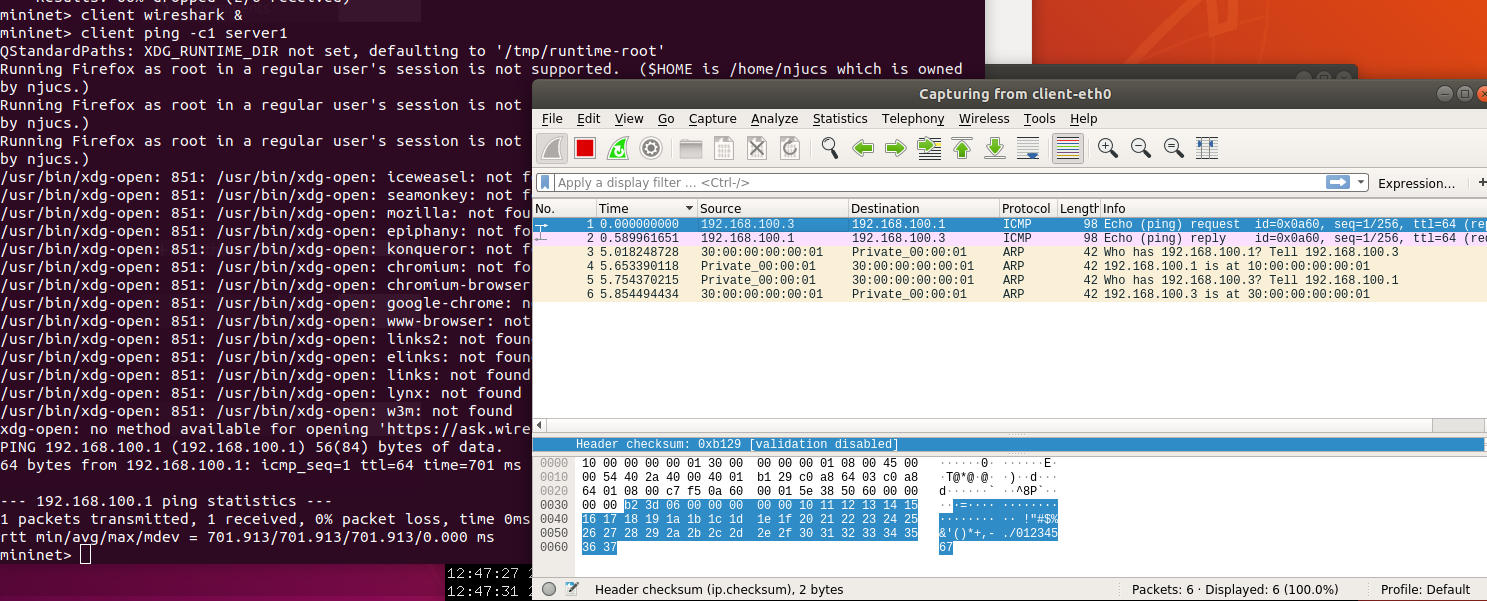 mininet> client wireshark &
mininet> client ping -c1 server1
QStandardPaths: XDG_RUNTIME_DIR not set, defaulting to '/tmp/runtime-root'
Running Firefox as root in a regular user's session is not supported.  ($HOME is /home/njucs which is owned
by njucs.)
Running Firefox as root in a regular user's session is not
by njucs.)
Running Firefox as root in a regular user's session is not
by njucs.)
/usr/bin/xdg-open: 851: /usr/bin/xdg-open: iceweasel: not f
/usr/bin/xdg-open: 851: /usr/bin/xdg-open: seamonkey: not f
/usr/bin/xdg-open: 851: /usr/bin/xdg-open: mozilla: not fou
/usr/bin/xdg-open: 851: /usr/bin/xdg-open: epiphany: not fo
/usr/bin/xdg-open: 851: /usr/bin/xdg-open: konqueror: not f
/usr/bin/xdg-open: 851: /usr/bin/xdg-open: chromium: not fo
/usr/bin/xdg-open: 851: /usr/bin/xdg-open: chromium-browser
/usr/bin/xdg-open: 851: /usr/bin/xdg-open: google-chrome: n
/usr/bin/xdg-open: 851: /usr/bin/xdg-open: www-browser: not
/usr/bin/xdg-open: 851: /usr/bin/xdg-open: links2: not foun
/usr/bin/xdg-open: 851: /usr/bin/xdg-open: elinks: not foun
/usr/bin/xdg-open: 851: /usr/bin/xdg-open: links: not found
/usr/bin/xdg-open: 851: /usr/bin/xdg-open: lynx: not found
/usr/bin/xdg-open: 851: /usr/bin/xdg-open: w3m: not found
xdg-open: no method available for opening 'https://ask.wire
PING 192.168.100.1 (192.168.100.1) 56(84) bytes of data.
64 bytes from 192.168.100.1: icmp_seq=1 ttl=64 time=701 ms
--- 192.168.100.1 ping statistics ---
1 packets transmitted, 1 received, 0% packet loss, time 0ms
rtt min/avg/max/mdev = 701.913/701.913/701.913/0.000 ms
mininet>
12:47:27
12:47:31
Capturing from client-eth0
File Edit View Go Capture Analyze Statistics Telephony Wireless Tools Help
Apply a display filter ... <Ctrl-/> Expression... +
No. Time Source Destination Protocol Length Info
1 0.000000000 192.168.100.3 192.168.100.1 ICMP 98 Echo (ping) request id=0x0a60, seq=1/256, ttl=64 (rep
2 0.589961651 192.168.100.1 192.168.100.3 ICMP 98 Echo (ping) reply id=0x0a60, seq=1/256, ttl=64 (req
3 5.018248728 30:00:00:00:00:01 Private_00:00:01 ARP 42 Who has 192.168.100.1? Tell 192.168.100.3
4 5.653390118 Private_00:00:01 30:00:00:00:00:01 ARP 42 192.168.100.1 is at 10:00:00:00:00:01
5 5.754370215 Private_00:00:01 30:00:00:00:00:01 ARP 42 Who has 192.168.100.3? Tell 192.168.100.1
6 5.854494434 30:00:00:00:00:01 Private_00:00:01 ARP 42 192.168.100.3 is at 30:00:00:00:00:01
Header checksum: 0xb129 [validation disabled]
0000 10 00 00 00 00 01 30 00 00 00 00 01 08 00 45 00 ······0· ······E·
0010 00 54 40 2a 40 00 40 01 b1 29 c0 a8 64 03 c0 a8 ·T@*@·@· ·)··d···
0020 64 01 08 00 c7 f5 0a 60 00 01 5e 38 50 60 00 00 d······` ··^8P`··
0030 00 00 b2 3d 06 00 00 00 00 00 10 11 12 13 14 15 ···=···· ········
0040 16 17 18 19 1a 1b 1c 1d 1e 1f 20 21 22 23 24 25 ········ ·· !"#$%
0050 26 27 28 29 2a 2b 2c 2d 2e 2f 30 31 32 33 34 35 &'()*+,- ./012345
0060 36 37 67
Header checksum (ip.checksum), 2 bytes Packets: 6 · Displayed: 6 (100.0%) Profile: Default